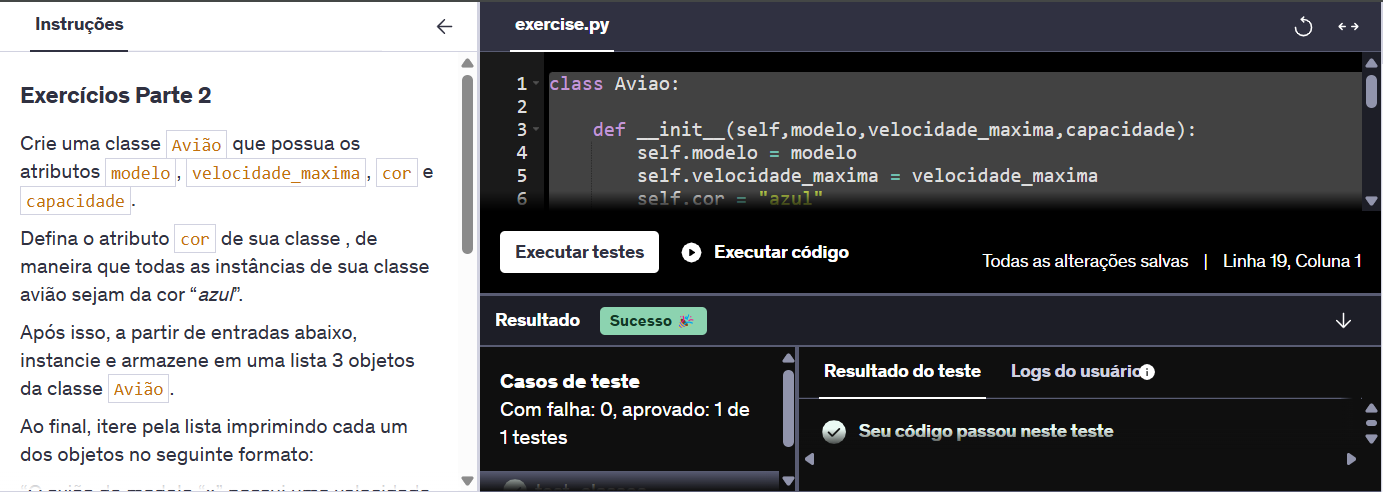 Instruções
Exercícios Parte 2
Crie uma classe Avião que possua os
atributos modelo, velocidade_maxima, cor e
capacidade.
Defina o atributo cor de sua classe , de
maneira que todas as instâncias de sua classe
avião sejam da cor “azul”.
Após isso, a partir de entradas abaixo,
instancie e armazene em uma lista 3 objetos
da classe Avião.
Ao final, itere pela lista imprimindo cada um
dos objetos no seguinte formato:
“O avião de modelo “x” possui uma velocidade
exercise.py
1 class Aviao:
2
3 def __init__(self,modelo,velocidade_maxima,capacidade):
4 self.modelo = modelo
5 self.velocidade_maxima = velocidade_maxima
6 self.cor = "azul"
Executar testes
Executar código
Todas as alterações salvas | Linha 19, Coluna 1
Resultado
Sucesso 🎉
Casos de teste
Com falha: 0, aprovado: 1 de
1 testes
Resultado do teste
Logs do usuário
Seu código passou neste teste